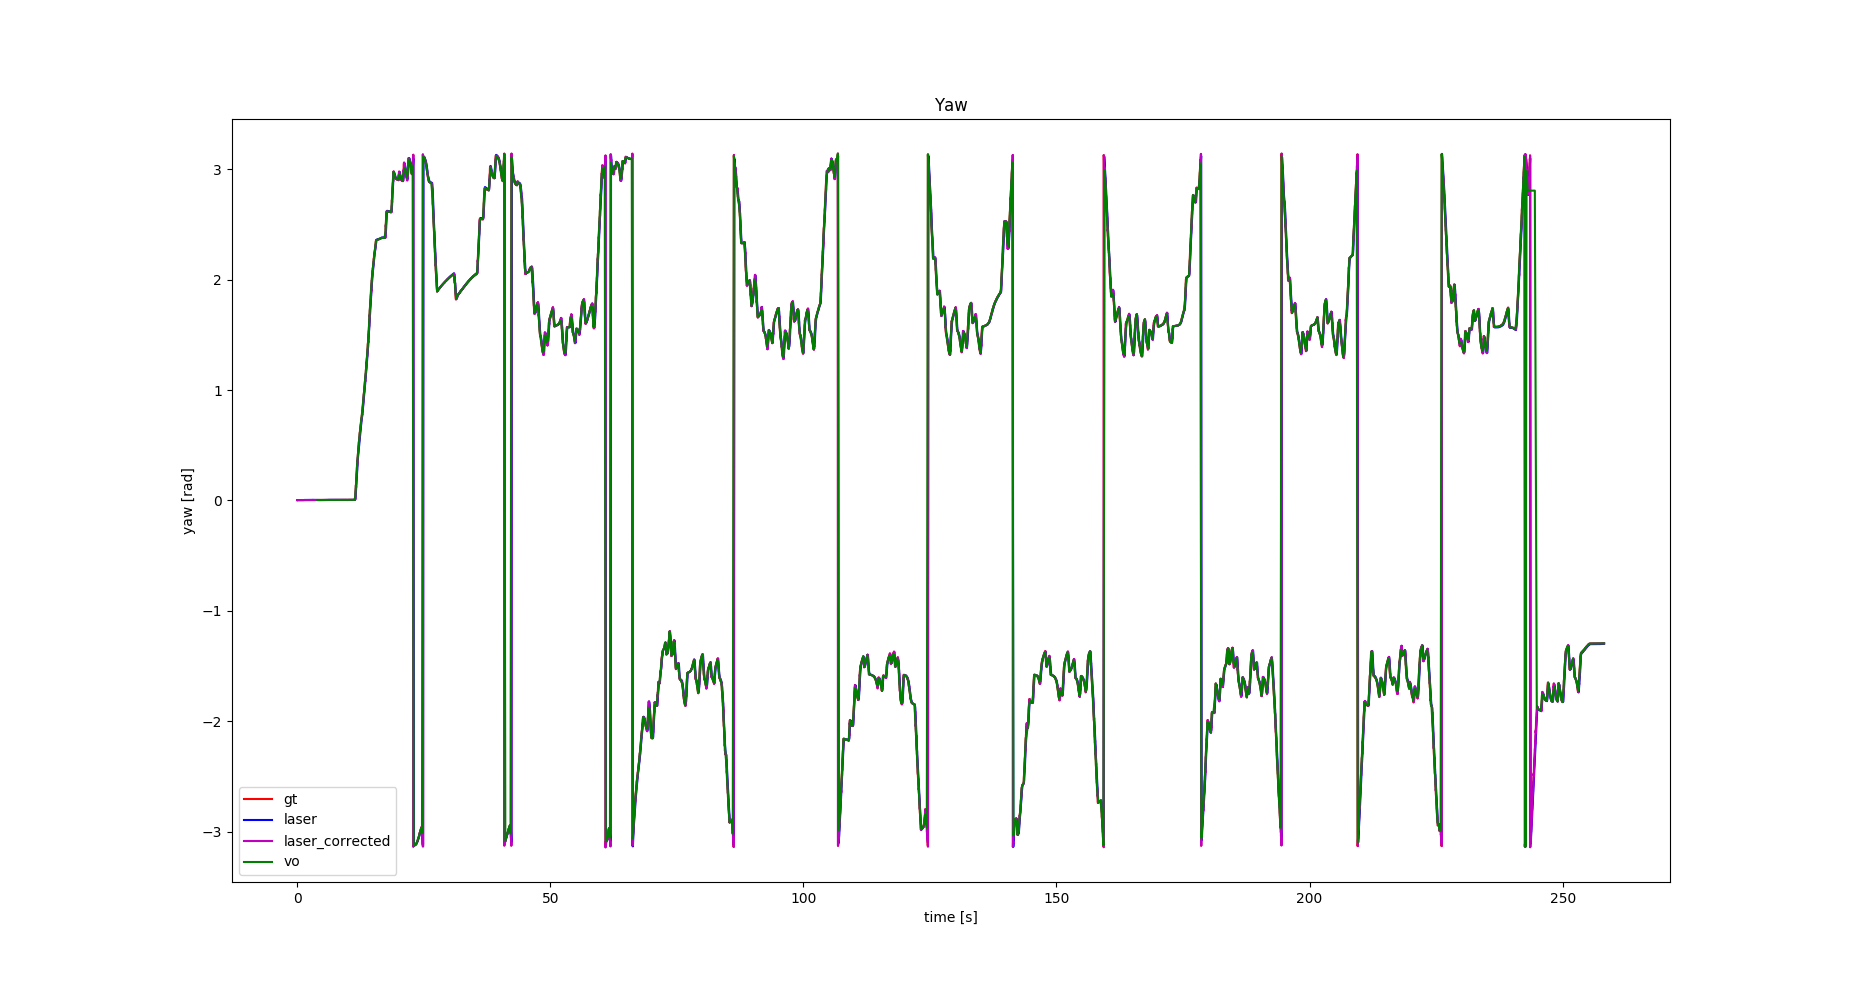 Yaw
yaw [rad]
3
2
1
0
−1
−2
−3
gt
laser
laser_corrected
vo
0
50
100
150
200
250
time [s]